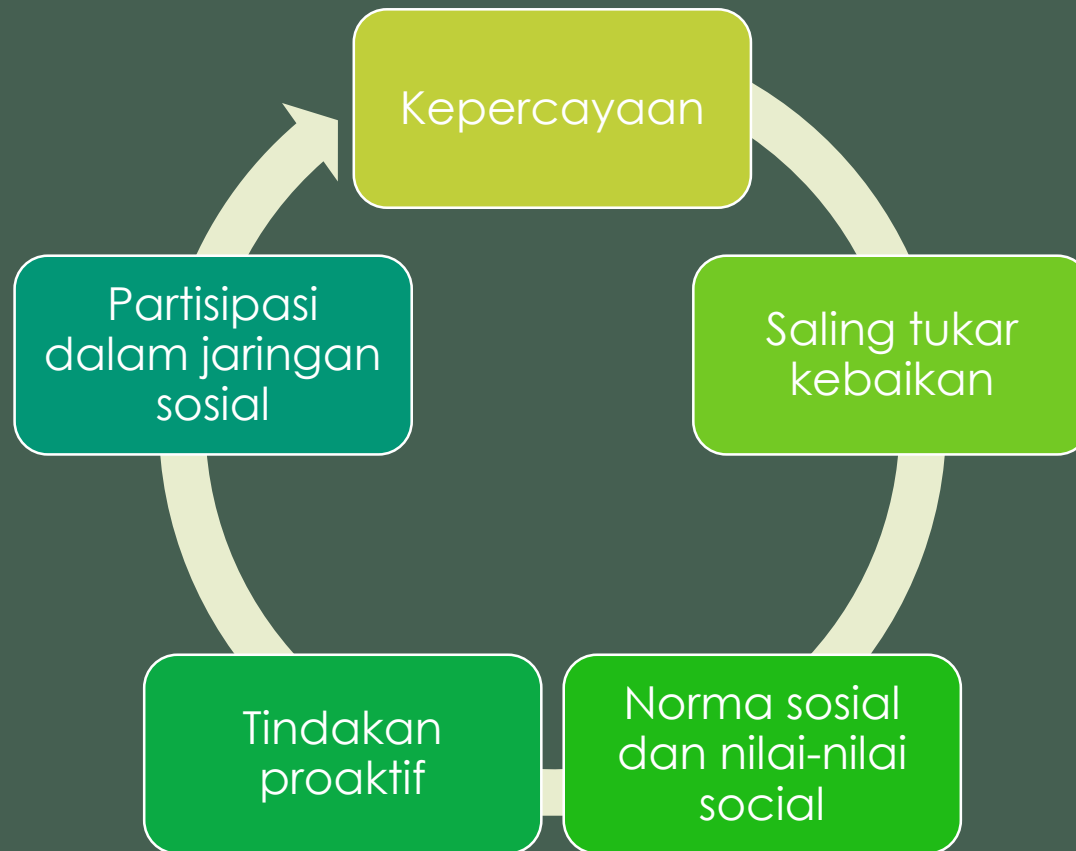 Kepercayaan
Saling tukar
kebaikan
Norma sosial
dan nilai-nilai
social
Tindakan
proaktif
Partisipasi
dalam jaringan
sosial